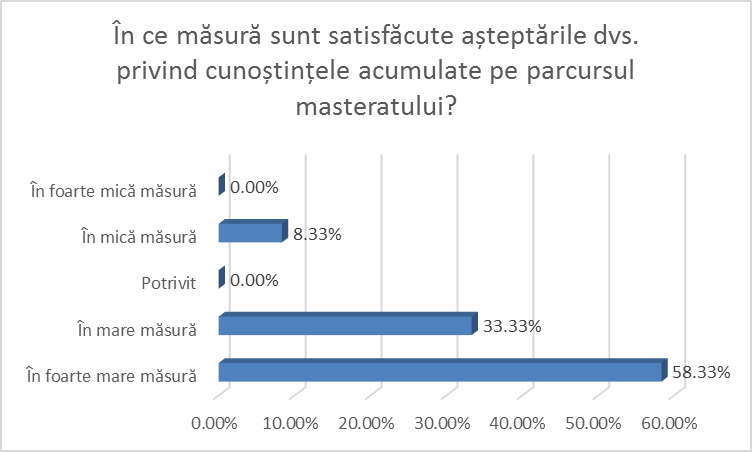 În ce măsură sunt satisfăcute așteptările dvs.
privind cunoștințele acumulate pe parcursul
masteratului?
În foarte mică măsură 0.00%
În mică măsură 8.33%
Potrivit 0.00%
În mare măsură 33.33%
În foarte mare măsură 58.33%
0.00% 10.00% 20.00% 30.00% 40.00% 50.00% 60.00%